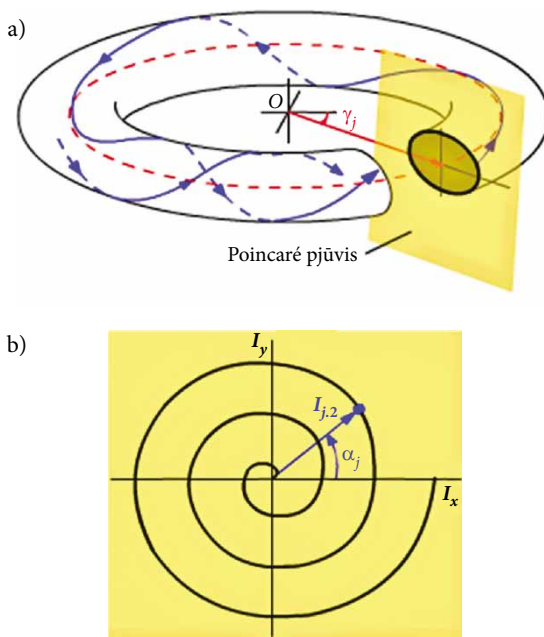 a)
O
γj
Poincaré pjūvis
b)
Iy
Ij.2
αj
Ix